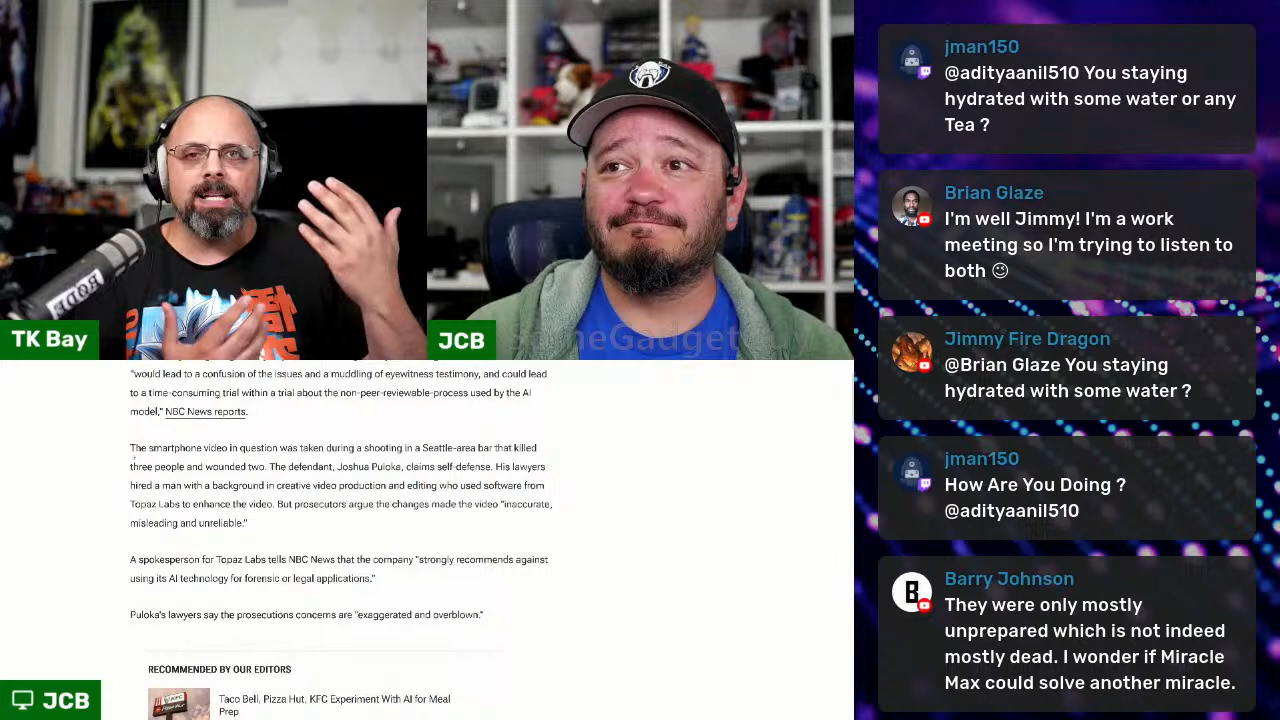 RODE
TK Bay
JCB
SomeGadgetGuy
"would lead to a confusion of the issues and a muddling of eyewitness testimony, and could lead
to a time-consuming trial within a trial about the non-peer-reviewable-process used by the AI
model," NBC News reports.
The smartphone video in question was taken during a shooting in a Seattle-area bar that killed
three people and wounded two. The defendant, Joshua Puloka, claims self-defense. His lawyers
hired a man with a background in creative video production and editing who used software from
Topaz Labs to enhance the video. But prosecutors argue the changes made the video "inaccurate,
misleading and unreliable."
A spokesperson for Topaz Labs tells NBC News that the company "strongly recommends against
using its AI technology for forensic or legal applications."
Puloka's lawyers say the prosecutions concerns are "exaggerated and overblown."
RECOMMENDED BY OUR EDITORS
Taco Bell, Pizza Hut, KFC Experiment With AI for Meal
Prep
JCB
jman150
@adityaanil510 You staying
hydrated with some water or any
Tea ?
Brian Glaze
I'm well Jimmy! I'm a work
meeting so I'm trying to listen to
both 😉
Jimmy Fire Dragon
@Brian Glaze You staying
hydrated with some water ?
jman150
How Are You Doing ?
@adityaanil510
B
Barry Johnson
They were only mostly
unprepared which is not indeed
mostly dead. I wonder if Miracle
Max could solve another miracle.